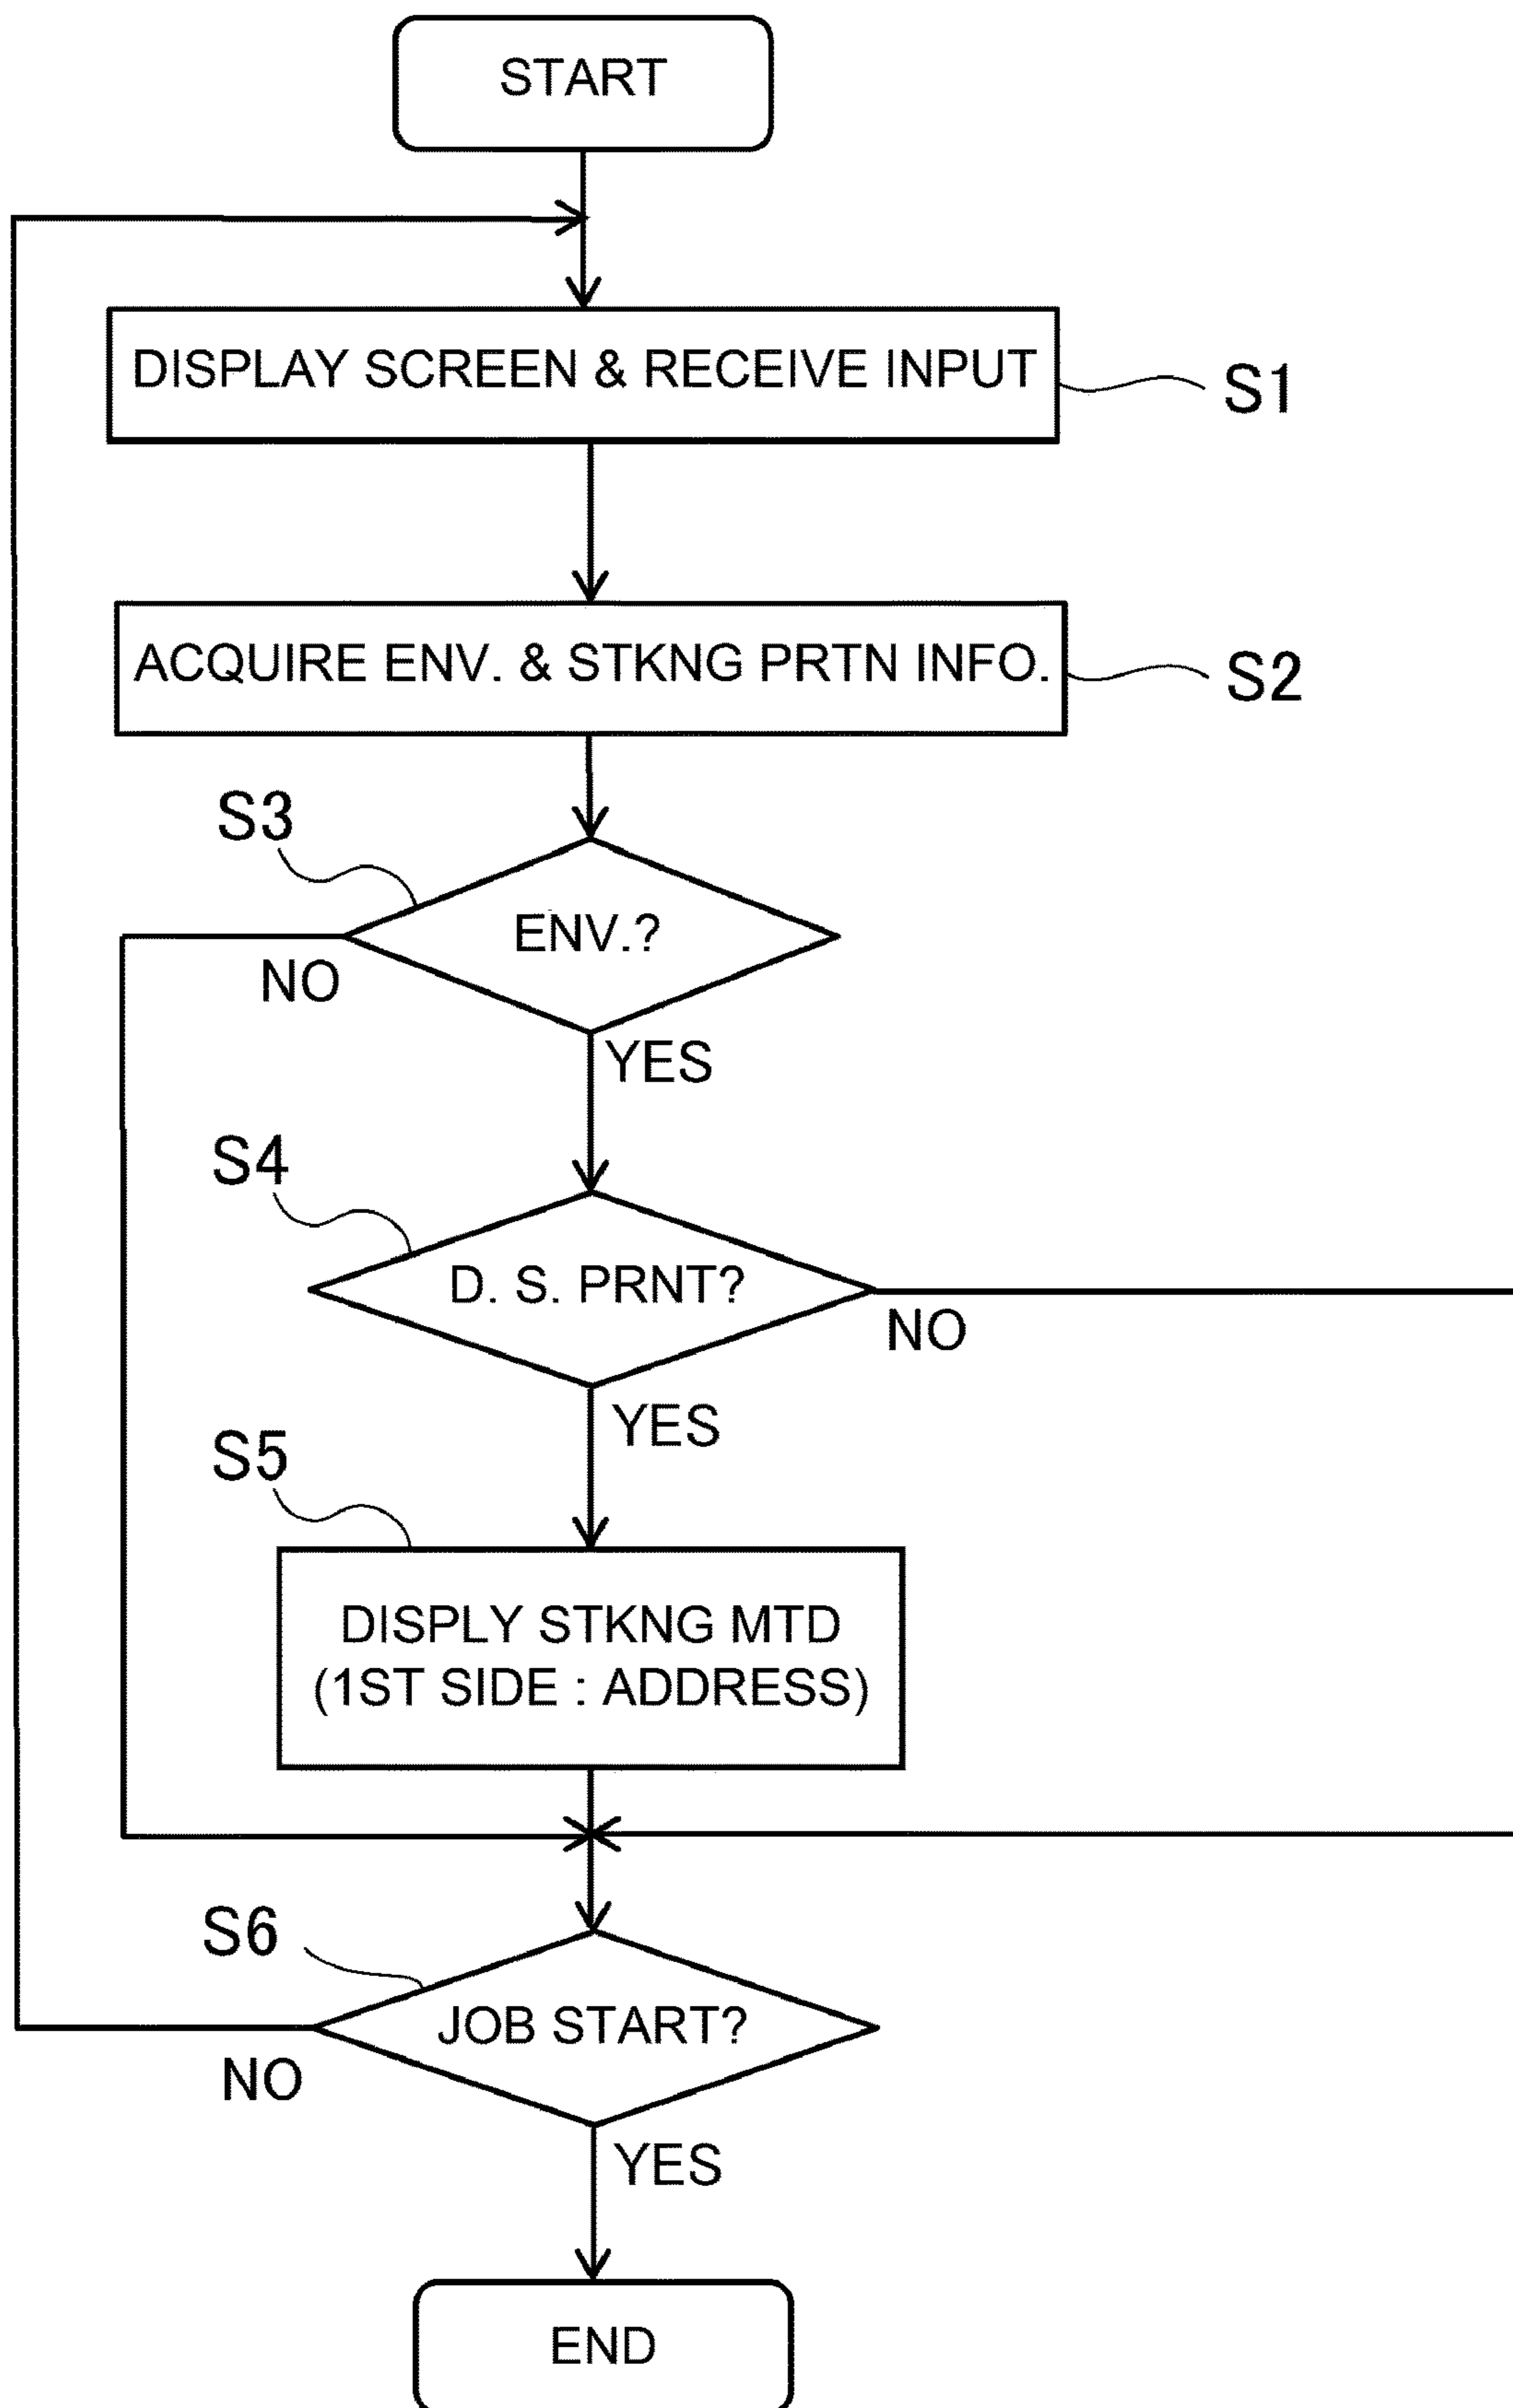 START
DISPLAY SCREEN & RECEIVE INPUT
S1
ACQUIRE ENV. & STKNG PRTN INFO.
S2
S3
ENV.?
NO
YES
S4
D. S. PRNT?
NO
YES
S5
DISPLY STKNG MTD
(1ST SIDE : ADDRESS)
S6
JOB START?
NO
YES
END